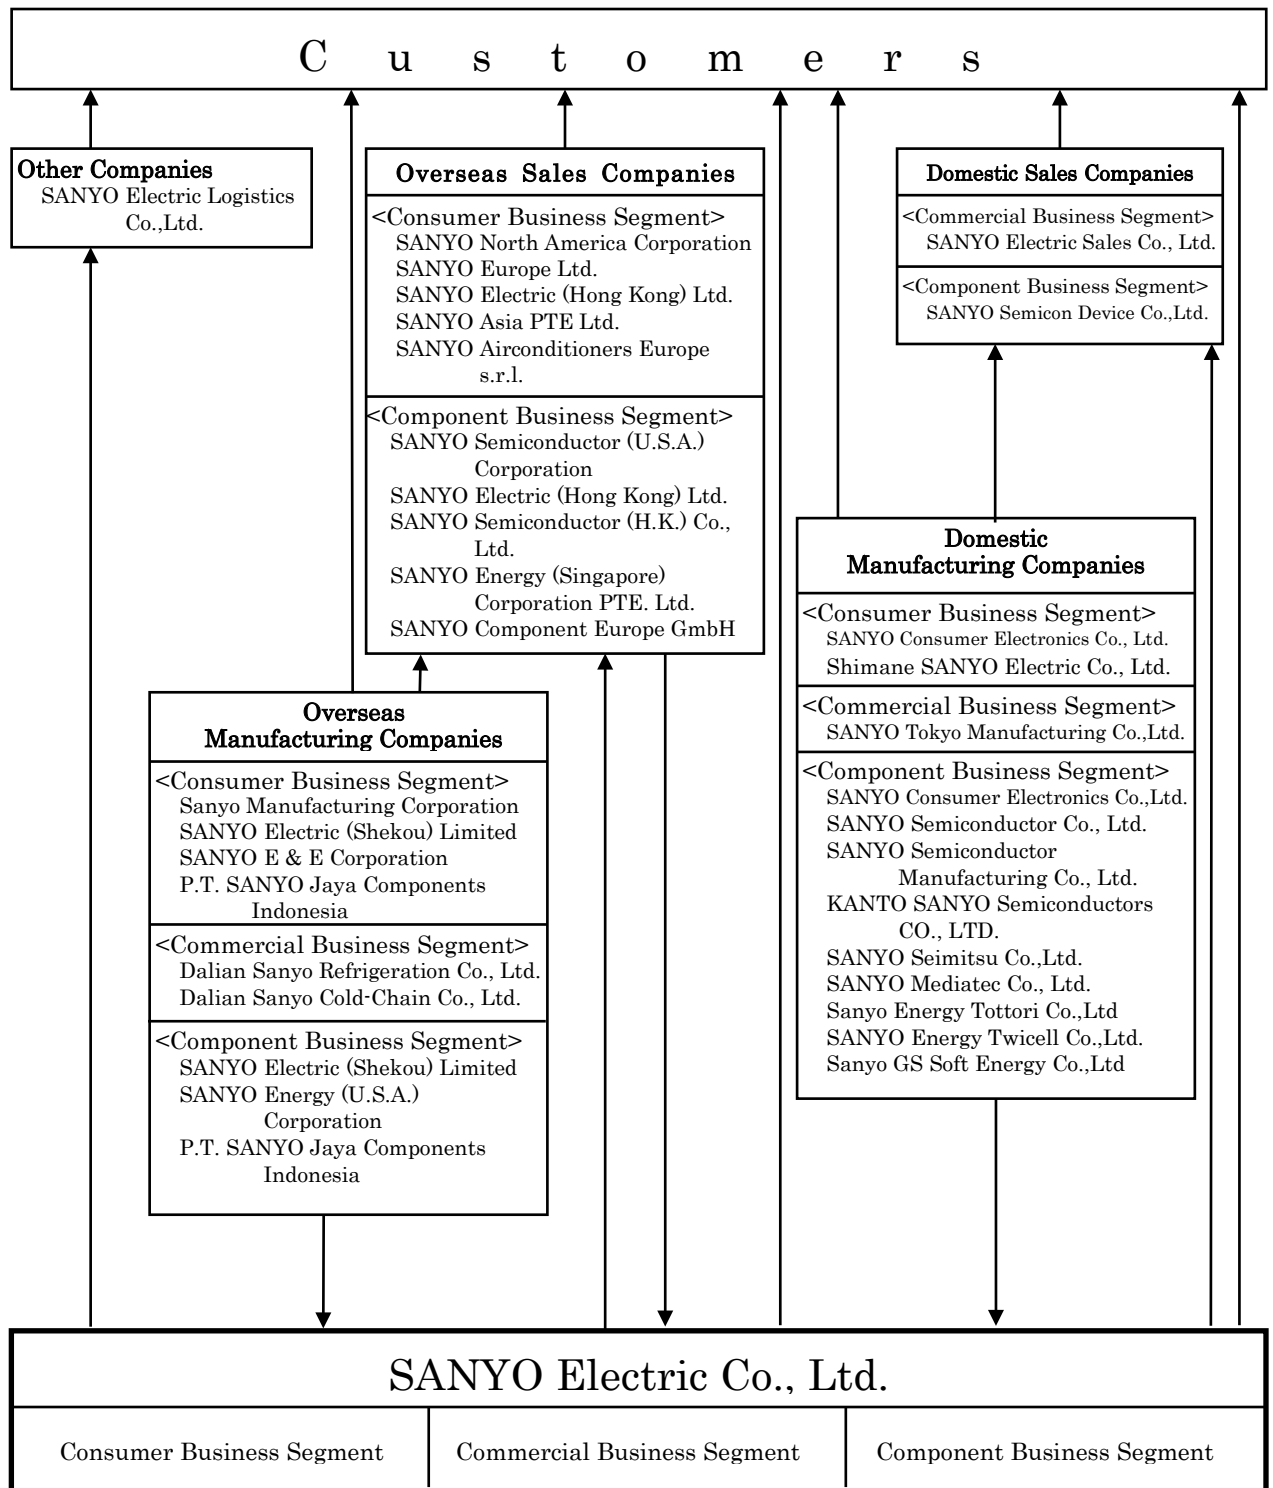 Customers
Other Companies
SANYO Electric Logistics
Co.,Ltd.
Overseas Sales Companies
<Consumer Business Segment>
SANYO North America Corporation
SANYO Europe Ltd.
SANYO Electric (Hong Kong) Ltd.
SANYO Asia PTE Ltd.
SANYO Airconditioners Europe
s.r.l.
<Component Business Segment>
SANYO Semiconductor (U.S.A.)
Corporation
SANYO Electric (Hong Kong) Ltd.
SANYO Semiconductor (H.K.) Co.,
Ltd.
SANYO Energy (Singapore)
Corporation PTE. Ltd.
SANYO Component Europe GmbH
Domestic Sales Companies
<Commercial Business Segment>
SANYO Electric Sales Co., Ltd.
<Component Business Segment>
SANYO Semicon Device Co.,Ltd.
Domestic
Manufacturing Companies
<Consumer Business Segment>
SANYO Consumer Electronics Co., Ltd.
Shimane SANYO Electric Co., Ltd.
<Commercial Business Segment>
SANYO Tokyo Manufacturing Co.,Ltd.
<Component Business Segment>
SANYO Consumer Electronics Co.,Ltd.
SANYO Semiconductor Co., Ltd.
SANYO Semiconductor
Manufacturing Co., Ltd.
KANTO SANYO Semiconductors
CO., LTD.
SANYO Seimitsu Co.,Ltd.
SANYO Mediatec Co., Ltd.
Sanyo Energy Tottori Co.,Ltd
SANYO Energy Twicell Co.,Ltd.
Sanyo GS Soft Energy Co.,Ltd
Overseas
Manufacturing Companies
<Consumer Business Segment>
Sanyo Manufacturing Corporation
SANYO Electric (Shekou) Limited
SANYO E & E Corporation
P.T. SANYO Jaya Components
Indonesia
<Commercial Business Segment>
Dalian Sanyo Refrigeration Co., Ltd.
Dalian Sanyo Cold-Chain Co., Ltd.
<Component Business Segment>
SANYO Electric (Shekou) Limited
SANYO Energy (U.S.A.)
Corporation
P.T. SANYO Jaya Components
Indonesia
SANYO Electric Co., Ltd.
Consumer Business Segment
Commercial Business Segment
Component Business Segment